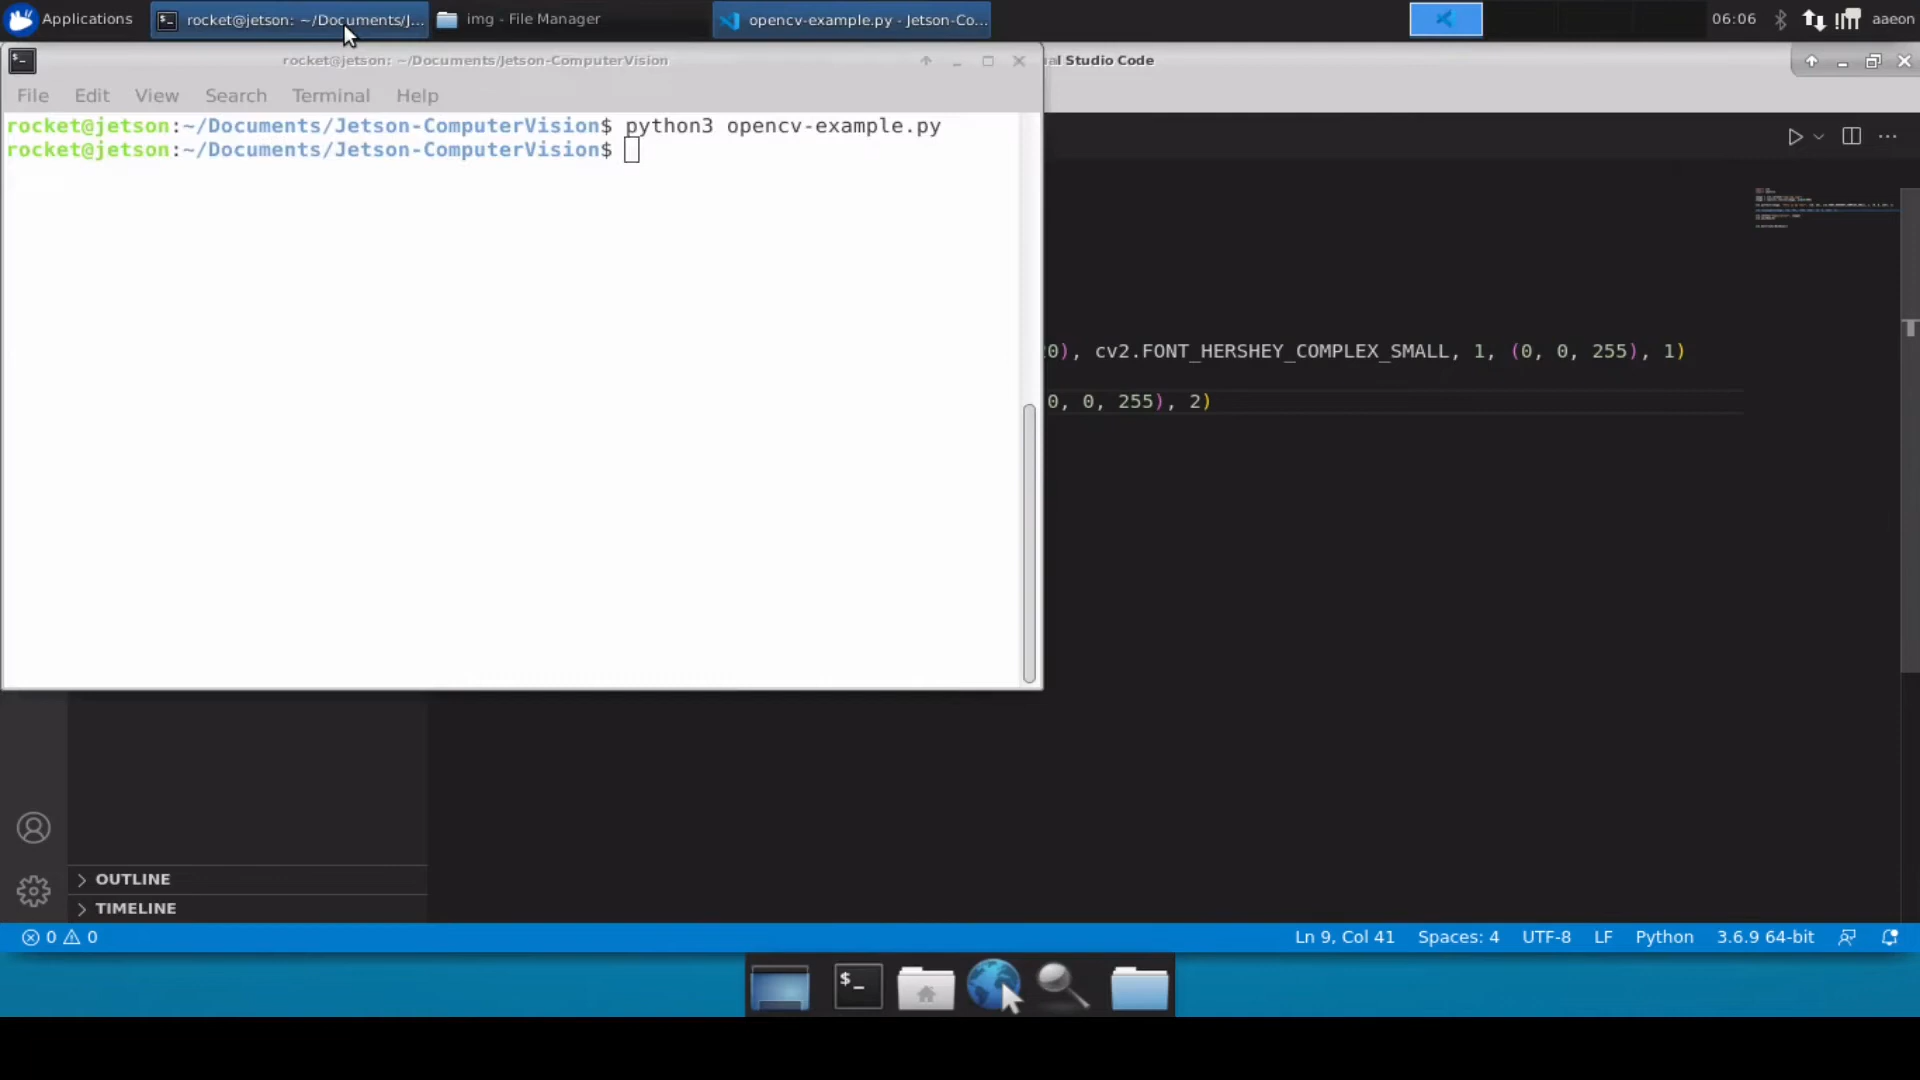 Applications
rocket@jetson: ~/Documents/J...
img - File Manager
opencv-example.py - Jetson-Co...
06:06
aaeon
rocket@jetson: ~/Documents/Jetson-ComputerVision
al Studio Code
File Edit View Search Terminal Help
rocket@jetson:~/Documents/Jetson-ComputerVision$ python3 opencv-example.py
rocket@jetson:~/Documents/Jetson-ComputerVision$
20), cv2.FONT_HERSHEY_COMPLEX_SMALL, 1, (0, 0, 255), 1)
0, 0, 255), 2)
OUTLINE
TIMELINE
0 0
Ln 9, Col 41
Spaces: 4
UTF-8
LF
Python
3.6.9 64-bit
$_